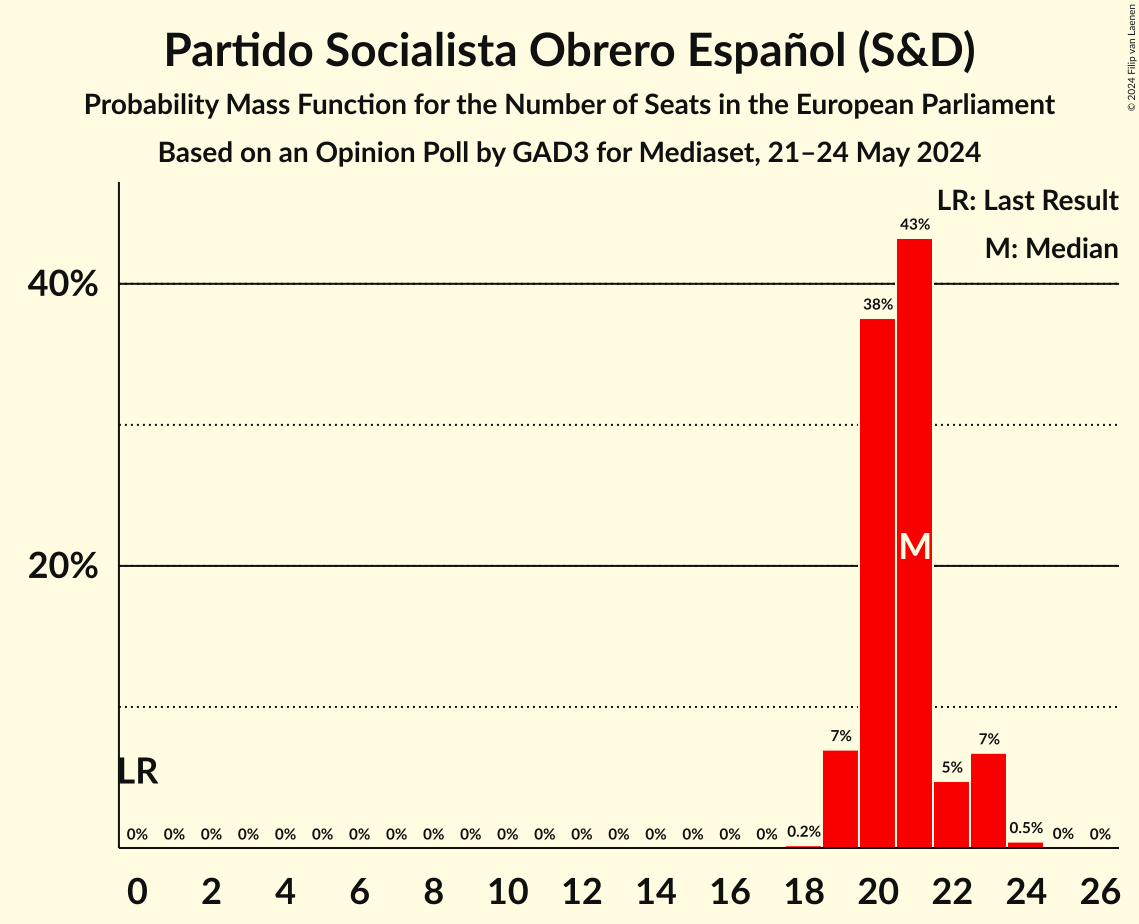 Partido Socialista Obrero Español (S&D)
Probability Mass Function for the Number of Seats in the European Parliament
Based on an Opinion Poll by GAD3 for Mediaset, 21–24 May 2024
© 2024 Filip van Laenen
LR: Last Result
M: Median
43%
40%
38%
M
20%
7% 7%
5%
LR
0% 0% 0% 0% 0% 0% 0% 0% 0% 0% 0% 0% 0% 0% 0% 0% 0% 0% 0.2% 0.5% 0% 0%
0 2 4 6 8 10 12 14 16 18 20 22 24 26